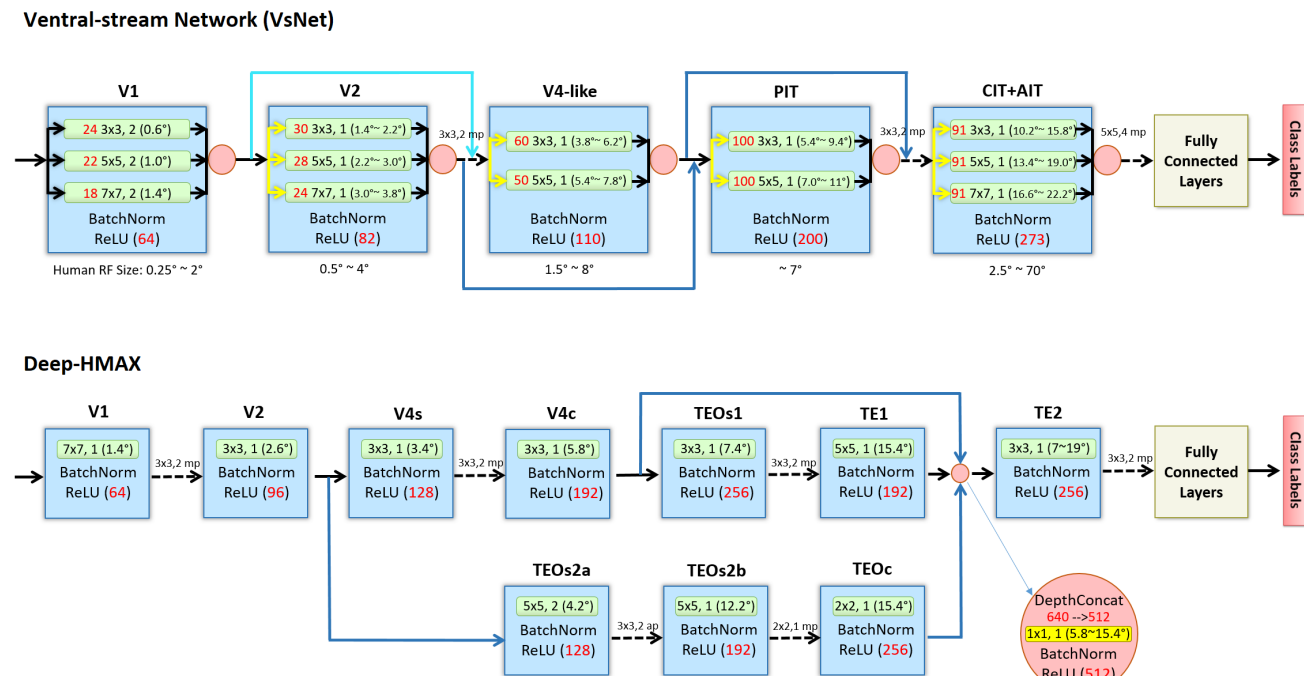 Ventral-stream Network (VsNet)
V1
V2
V4-like
PIT
CIT+AIT
24 3x3, 2 (0.6°)
22 5x5, 2 (1.0°)
18 7x7, 2 (1.4°)
BatchNorm
ReLU (64)
Human RF Size: 0.25° ~ 2°
30 3x3, 1 (1.4°~ 2.2°)
28 5x5, 1 (2.2°~ 3.0°)
24 7x7, 1 (3.0°~ 3.8°)
BatchNorm
ReLU (82)
0.5° ~ 4°
3x3,2 mp
60 3x3, 1 (3.8°~ 6.2°)
50 5x5, 1 (5.4°~ 7.8°)
BatchNorm
ReLU (110)
1.5° ~ 8°
100 3x3, 1 (5.4°~ 9.4°)
100 5x5, 1 (7.0°~ 11°)
BatchNorm
ReLU (200)
~ 7°
3x3,2 mp
91 3x3, 1 (10.2°~ 15.8°)
91 5x5, 1 (13.4°~ 19.0°)
91 7x7, 1 (16.6°~ 22.2°)
BatchNorm
ReLU (273)
2.5° ~ 70°
5x5,4 mp
Fully
Connected
Layers
Class Labels
Deep-HMAX
V1
7x7, 1 (1.4°)
BatchNorm
ReLU (64)
3x3,2 mp
V2
3x3, 1 (2.6°)
BatchNorm
ReLU (96)
V4s
3x3, 1 (3.4°)
BatchNorm
ReLU (128)
3x3,2 mp
V4c
3x3, 1 (5.8°)
BatchNorm
ReLU (192)
TEOs1
3x3, 1 (7.4°)
BatchNorm
ReLU (256)
3x3,2 mp
TE1
5x5, 1 (15.4°)
BatchNorm
ReLU (192)
TE2
3x3, 1 (7~19°)
BatchNorm
ReLU (256)
3x3,2 mp
Fully
Connected
Layers
Class Labels
TEOs2a
5x5, 2 (4.2°)
BatchNorm
ReLU (128)
3x3,2 ap
TEOs2b
5x5, 1 (12.2°)
BatchNorm
ReLU (192)
2x2,1 mp
TEOc
2x2, 1 (15.4°)
BatchNorm
ReLU (256)
DepthConcat
640 -->512
1x1, 1 (5.8~15.4°)
BatchNorm
ReLU (512)